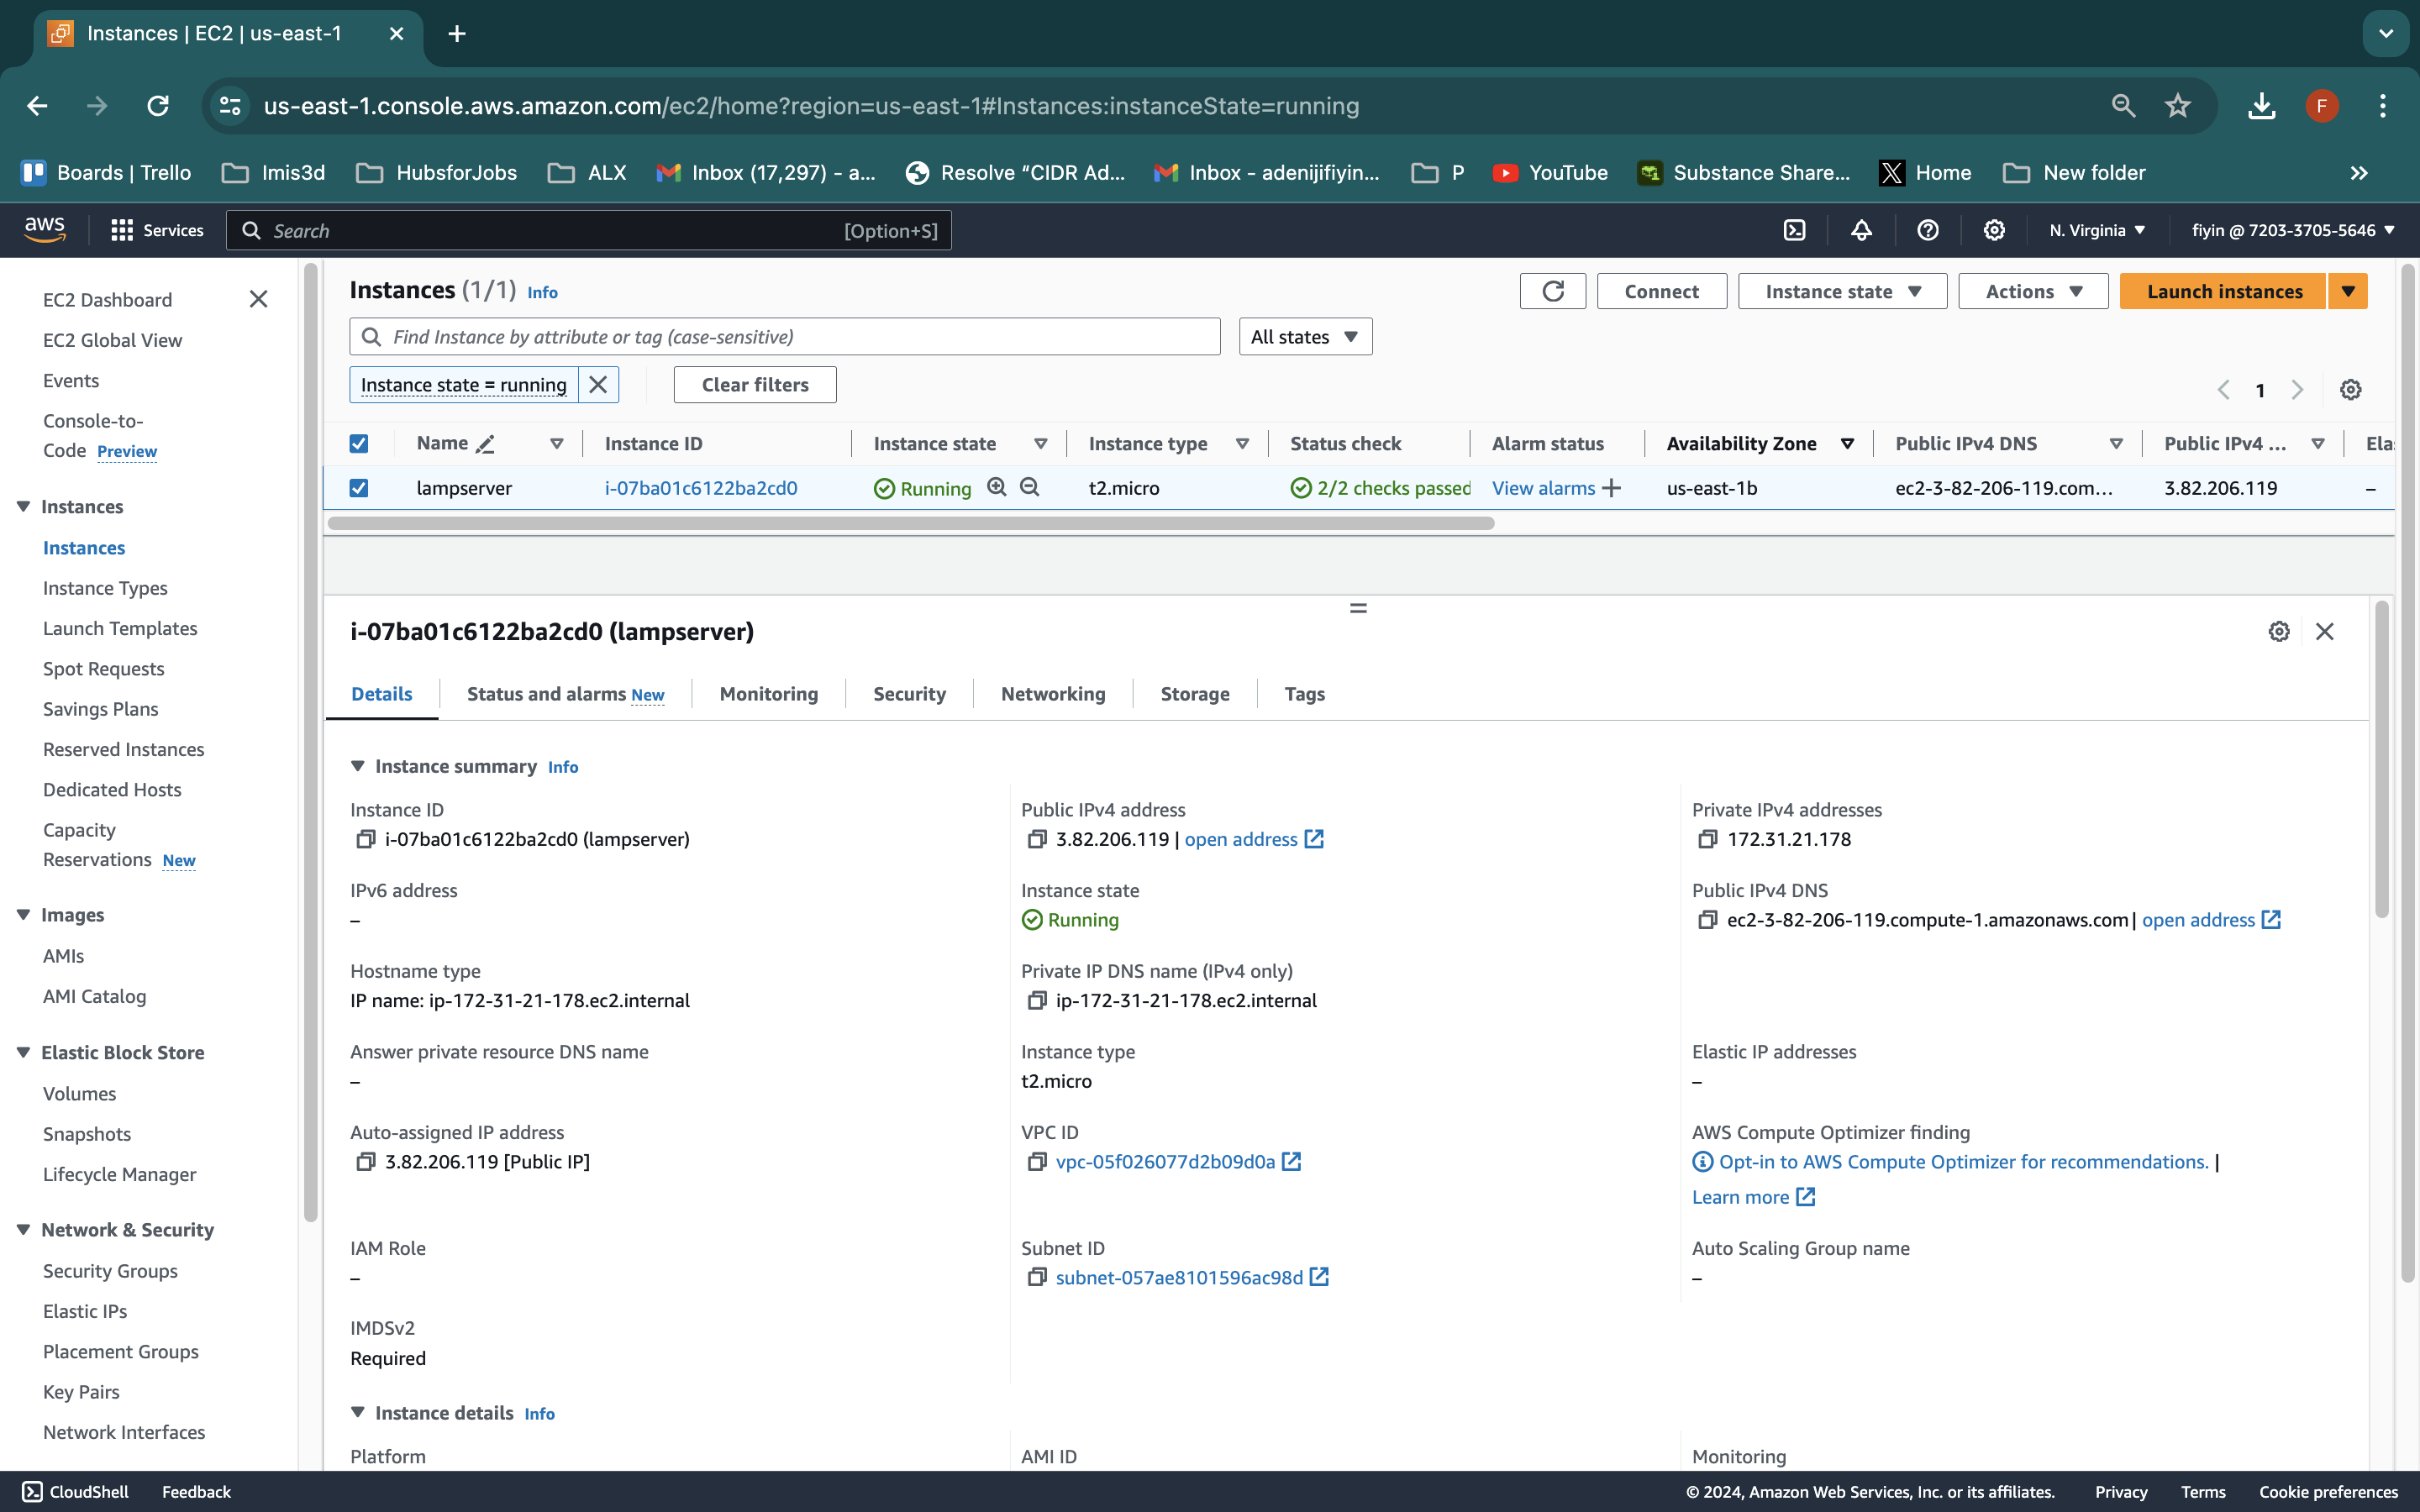 Instances | EC2 | us-east-1
us-east-1.console.aws.amazon.com/ec2/home?region=us-east-1#Instances:instanceState=running
F
Boards | Trello
Imis3d
HubsforJobs
ALX
Inbox (17,297) - a...
Resolve “CIDR Ad...
Inbox - adenijifiyin...
P
YouTube
Substance Share...
Home
New folder
aws
Services
Search
[Option+S]
N. Virginia
fiyin @ 7203-3705-5646
EC2 Dashboard
EC2 Global View
Events
Console-to-
Code Preview
Instances
Instances
Instance Types
Launch Templates
Spot Requests
Savings Plans
Reserved Instances
Dedicated Hosts
Capacity
Reservations New
Images
AMIs
AMI Catalog
Elastic Block Store
Volumes
Snapshots
Lifecycle Manager
Network & Security
Security Groups
Elastic IPs
Placement Groups
Key Pairs
Network Interfaces
Instances (1/1) Info
Connect
Instance state
Actions
Launch instances
Find Instance by attribute or tag (case-sensitive)
All states
Instance state = running
Clear filters
1
Name
Instance ID
Instance state
Instance type
Status check
Alarm status
Availability Zone
Public IPv4 DNS
Public IPv4 ...
Ela
lampserver
i-07ba01c6122ba2cd0
Running
t2.micro
2/2 checks passed
View alarms
us-east-1b
ec2-3-82-206-119.com...
3.82.206.119
–
i-07ba01c6122ba2cd0 (lampserver)
Details
Status and alarms New
Monitoring
Security
Networking
Storage
Tags
Instance summary Info
Instance ID
i-07ba01c6122ba2cd0 (lampserver)
Public IPv4 address
3.82.206.119 | open address
Private IPv4 addresses
172.31.21.178
IPv6 address
–
Instance state
Running
Public IPv4 DNS
ec2-3-82-206-119.compute-1.amazonaws.com | open address
Hostname type
IP name: ip-172-31-21-178.ec2.internal
Private IP DNS name (IPv4 only)
ip-172-31-21-178.ec2.internal
Answer private resource DNS name
–
Instance type
t2.micro
Elastic IP addresses
–
Auto-assigned IP address
3.82.206.119 [Public IP]
VPC ID
vpc-05f026077d2b09d0a
AWS Compute Optimizer finding
Opt-in to AWS Compute Optimizer for recommendations. |
Learn more
IAM Role
–
Subnet ID
subnet-057ae8101596ac98d
Auto Scaling Group name
–
IMDSv2
Required
Instance details Info
Platform
AMI ID
Monitoring
CloudShell
Feedback
© 2024, Amazon Web Services, Inc. or its affiliates.
Privacy
Terms
Cookie preferences